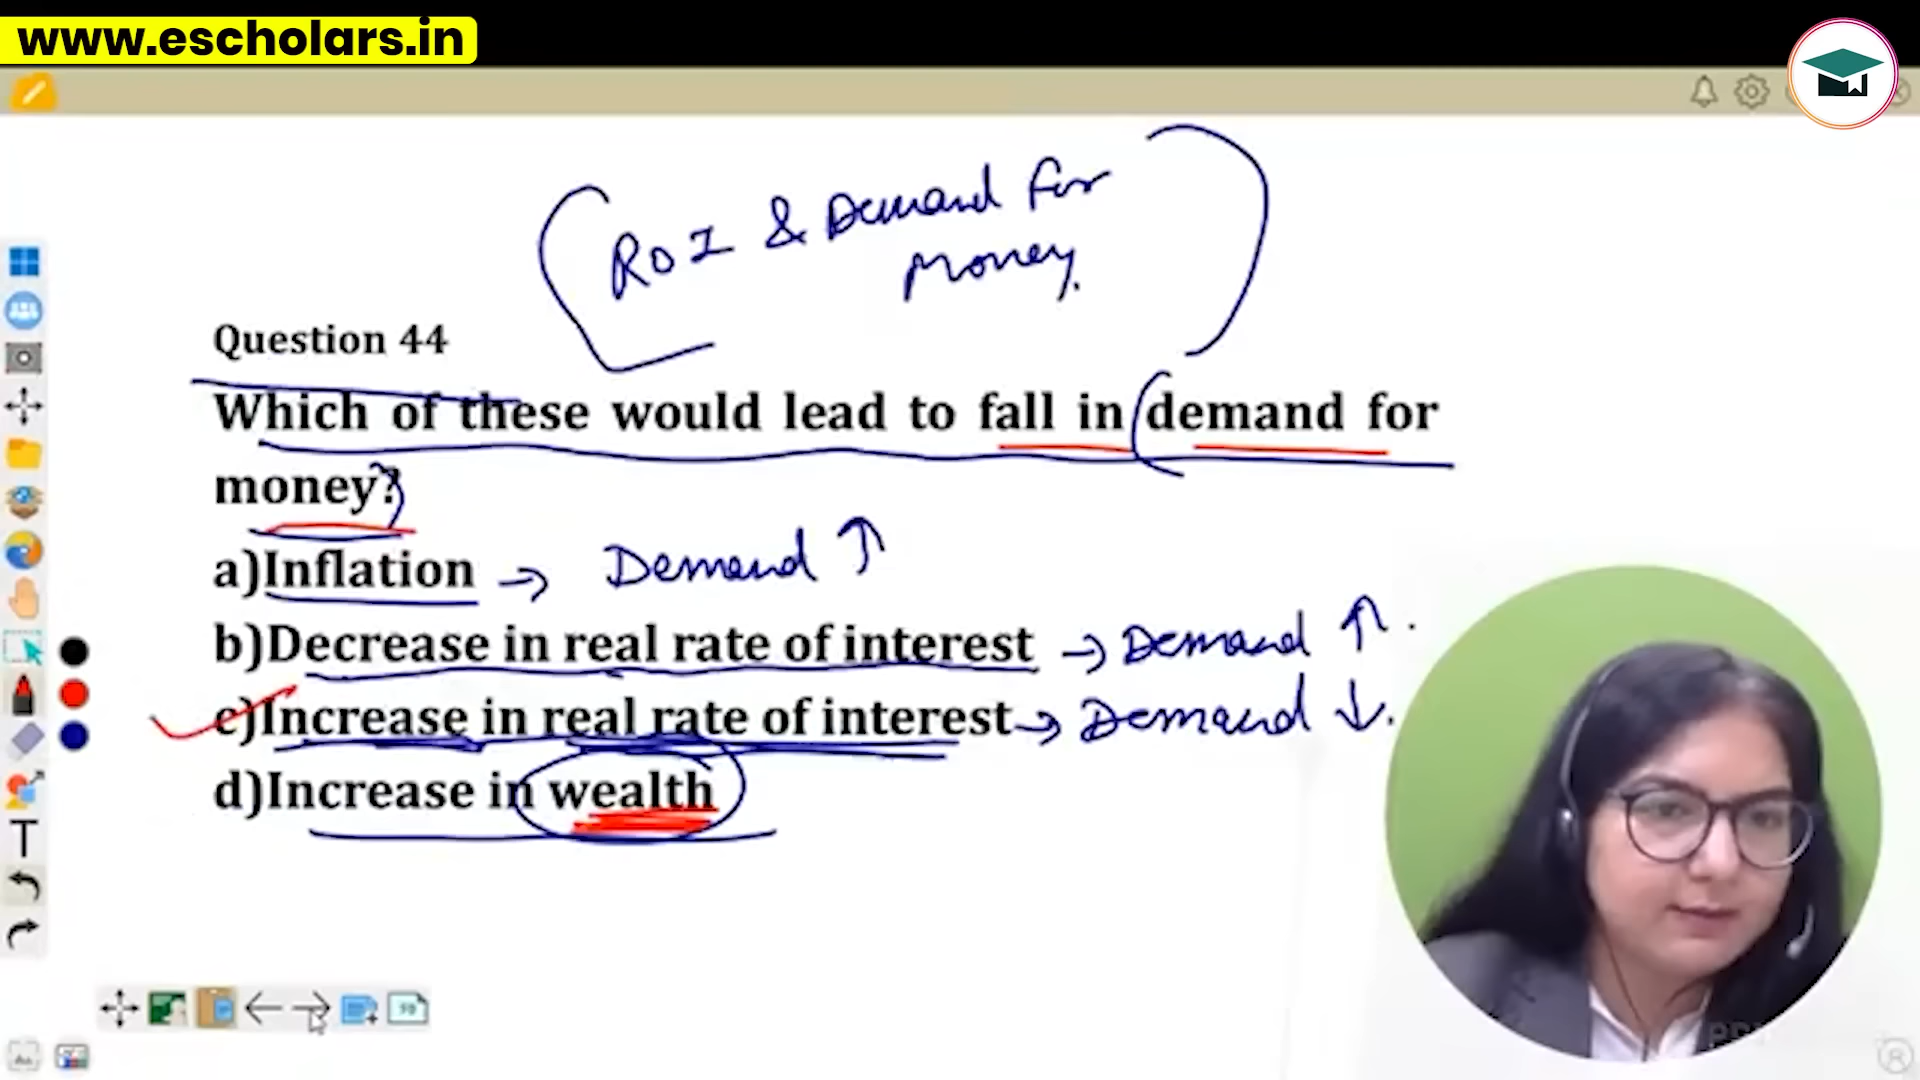 www.escholars.in
ROI & Demand for
Money.
Question 44
Which of these would lead to fall in demand for
money?
a)Inflation → Demand ↑
b)Decrease in real rate of interest → Demand ↑.
c)Increase in real rate of interest → Demand ↓.
d)Increase in wealth